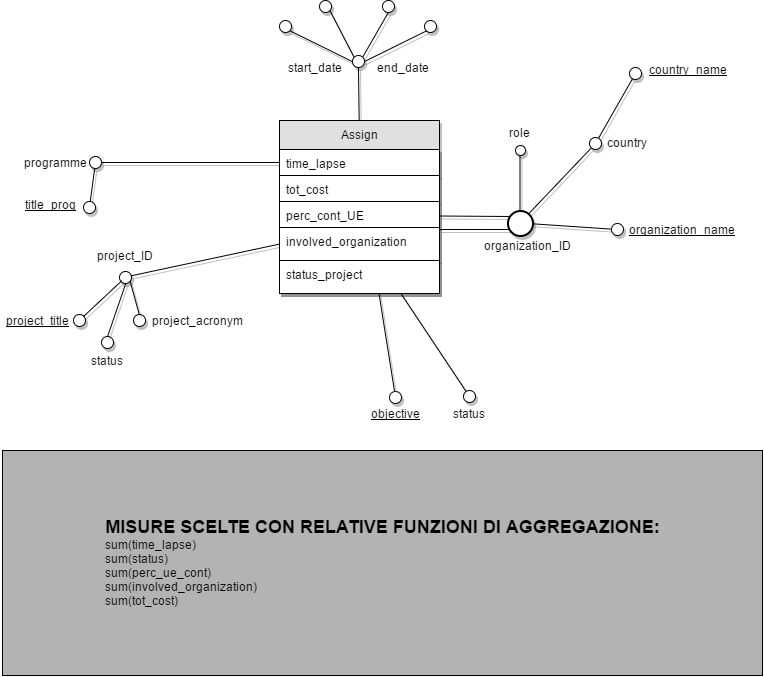 start_date
end_date
country_name
Assign
role
country
programme
time_lapse
tot_cost
title_prog
perc_cont_UE
organization_name
involved_organization
organization_ID
project_ID
status_project
project_title
project_acronym
status
objective
status
MISURE SCELTE CON RELATIVE FUNZIONI DI AGGREGAZIONE:
sum(time_lapse)
sum(status)
sum(perc_ue_cont)
sum(involved_organization)
sum(tot_cost)